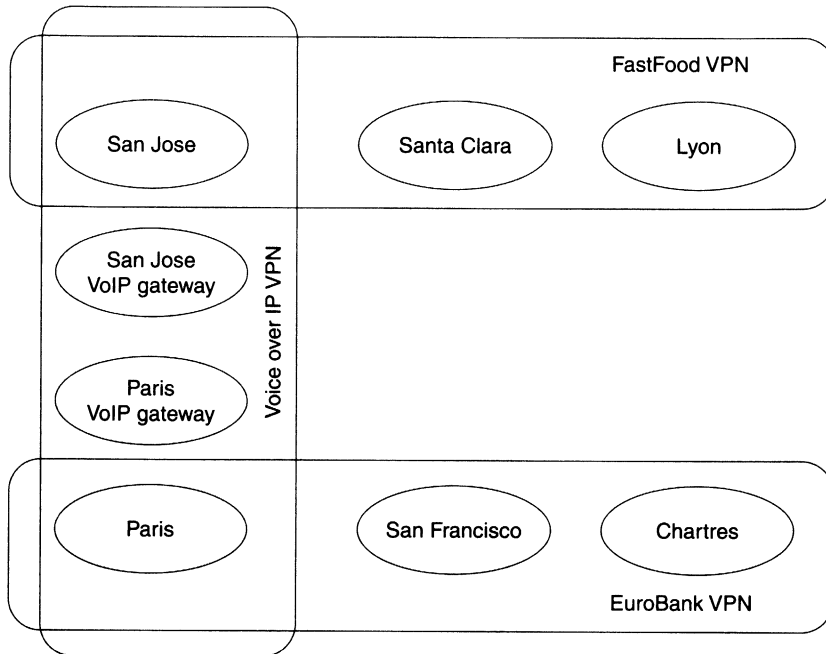 FastFood VPN
San Jose
Santa Clara
Lyon
San Jose
VoIP gateway
Voice over IP VPN
Paris
VoIP gateway
Paris
San Francisco
Chartres
EuroBank VPN